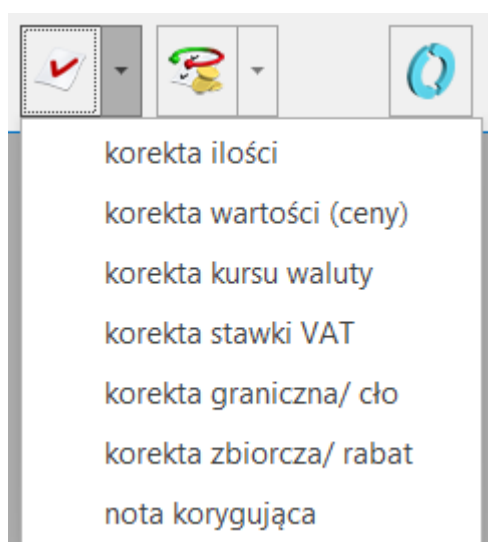 korekta ilości
korekta wartości (ceny)
korekta kursu waluty
korekta stawki VAT
korekta graniczna/ cło
korekta zbiorcza/ rabat
nota korygująca